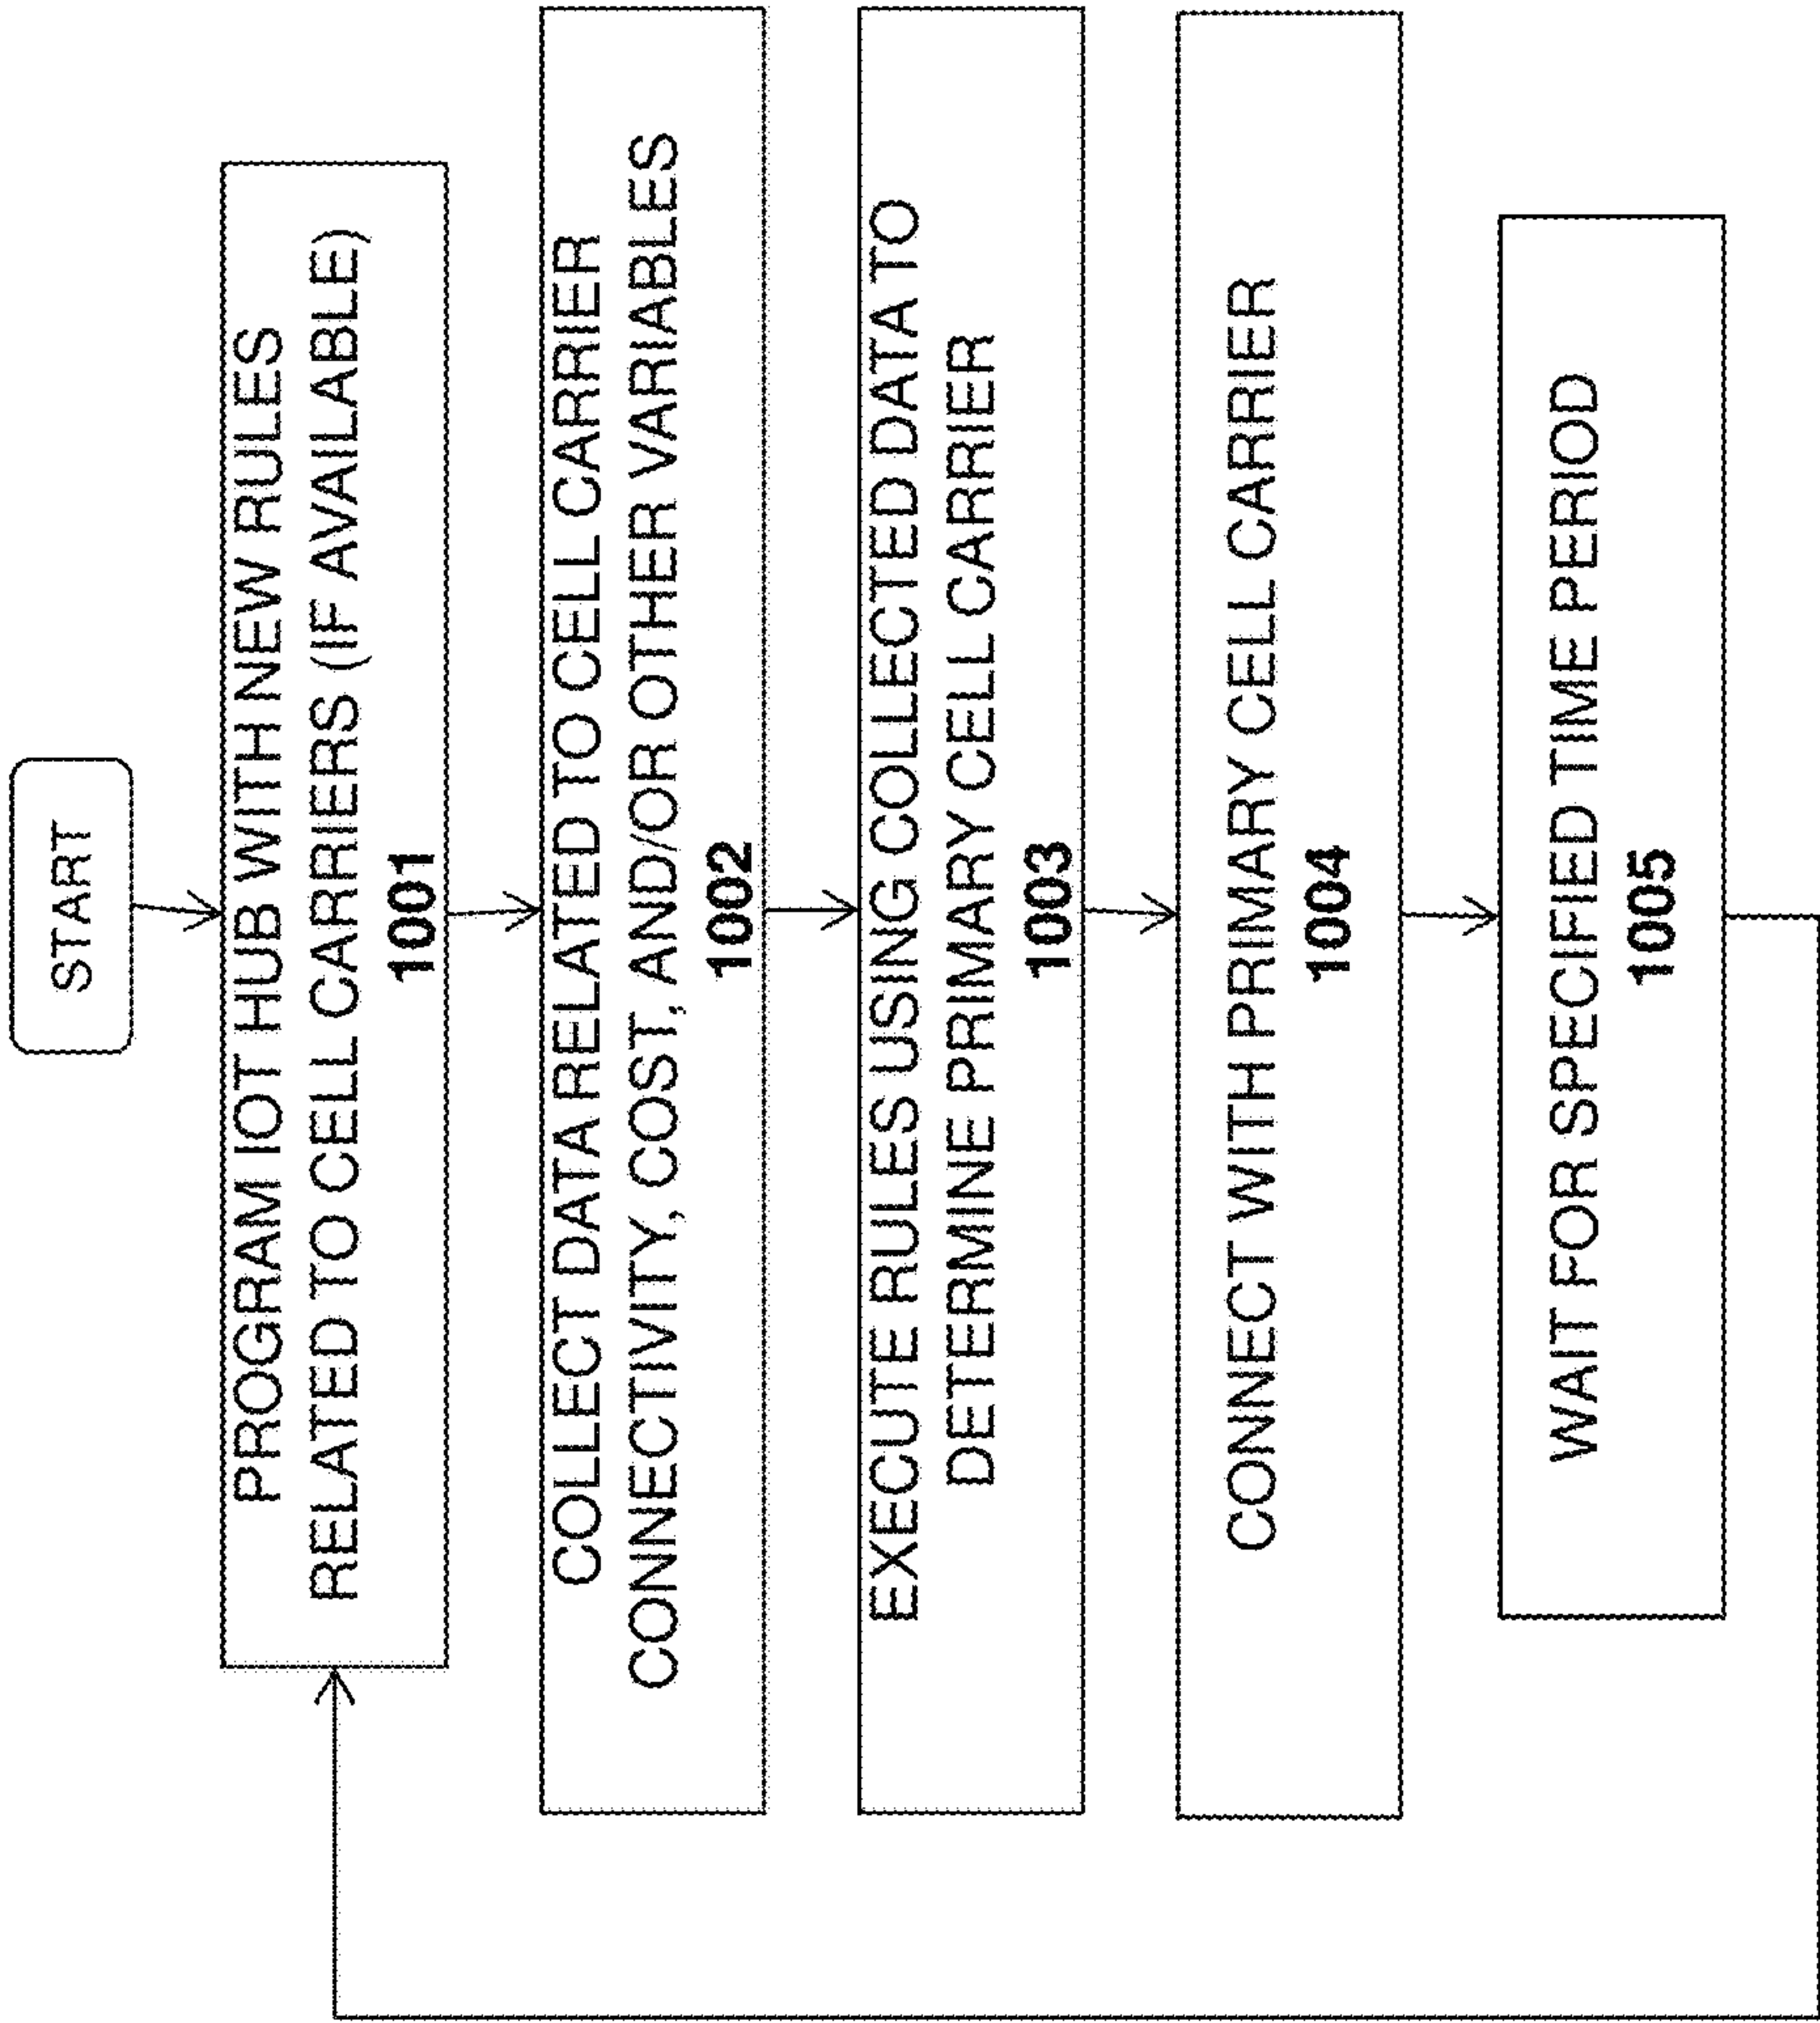 START
PROGRAM IOT HUB WITH NEW RULES
RELATED TO CELL CARRIERS (IF AVAILABLE)
1001
COLLECT DATA RELATED TO CELL CARRIER
CONNECTIVITY, COST, AND/OR OTHER VARIABLES
1002
EXECUTE RULES USING COLLECTED DATA TO
DETERMINE PRIMARY CELL CARRIER
1003
CONNECT WITH PRIMARY CELL CARRIER
1004
WAIT FOR SPECIFIED TIME PERIOD
1005